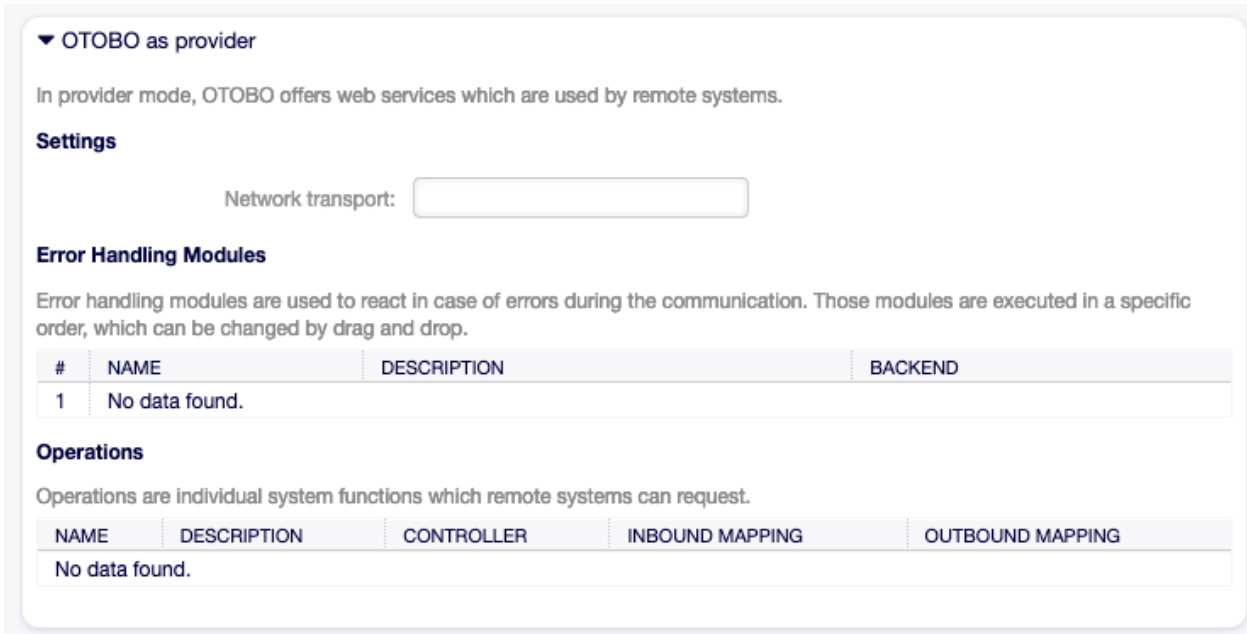 OTOBO as provider
In provider mode, OTOBO offers web services which are used by remote systems.
Settings
Network transport:
Error Handling Modules
Error handling modules are used to react in case of errors during the communication. Those modules are executed in a specific
order, which can be changed by drag and drop.
# NAME DESCRIPTION BACKEND
1 No data found.
Operations
Operations are individual system functions which remote systems can request.
NAME DESCRIPTION CONTROLLER INBOUND MAPPING OUTBOUND MAPPING
No data found.